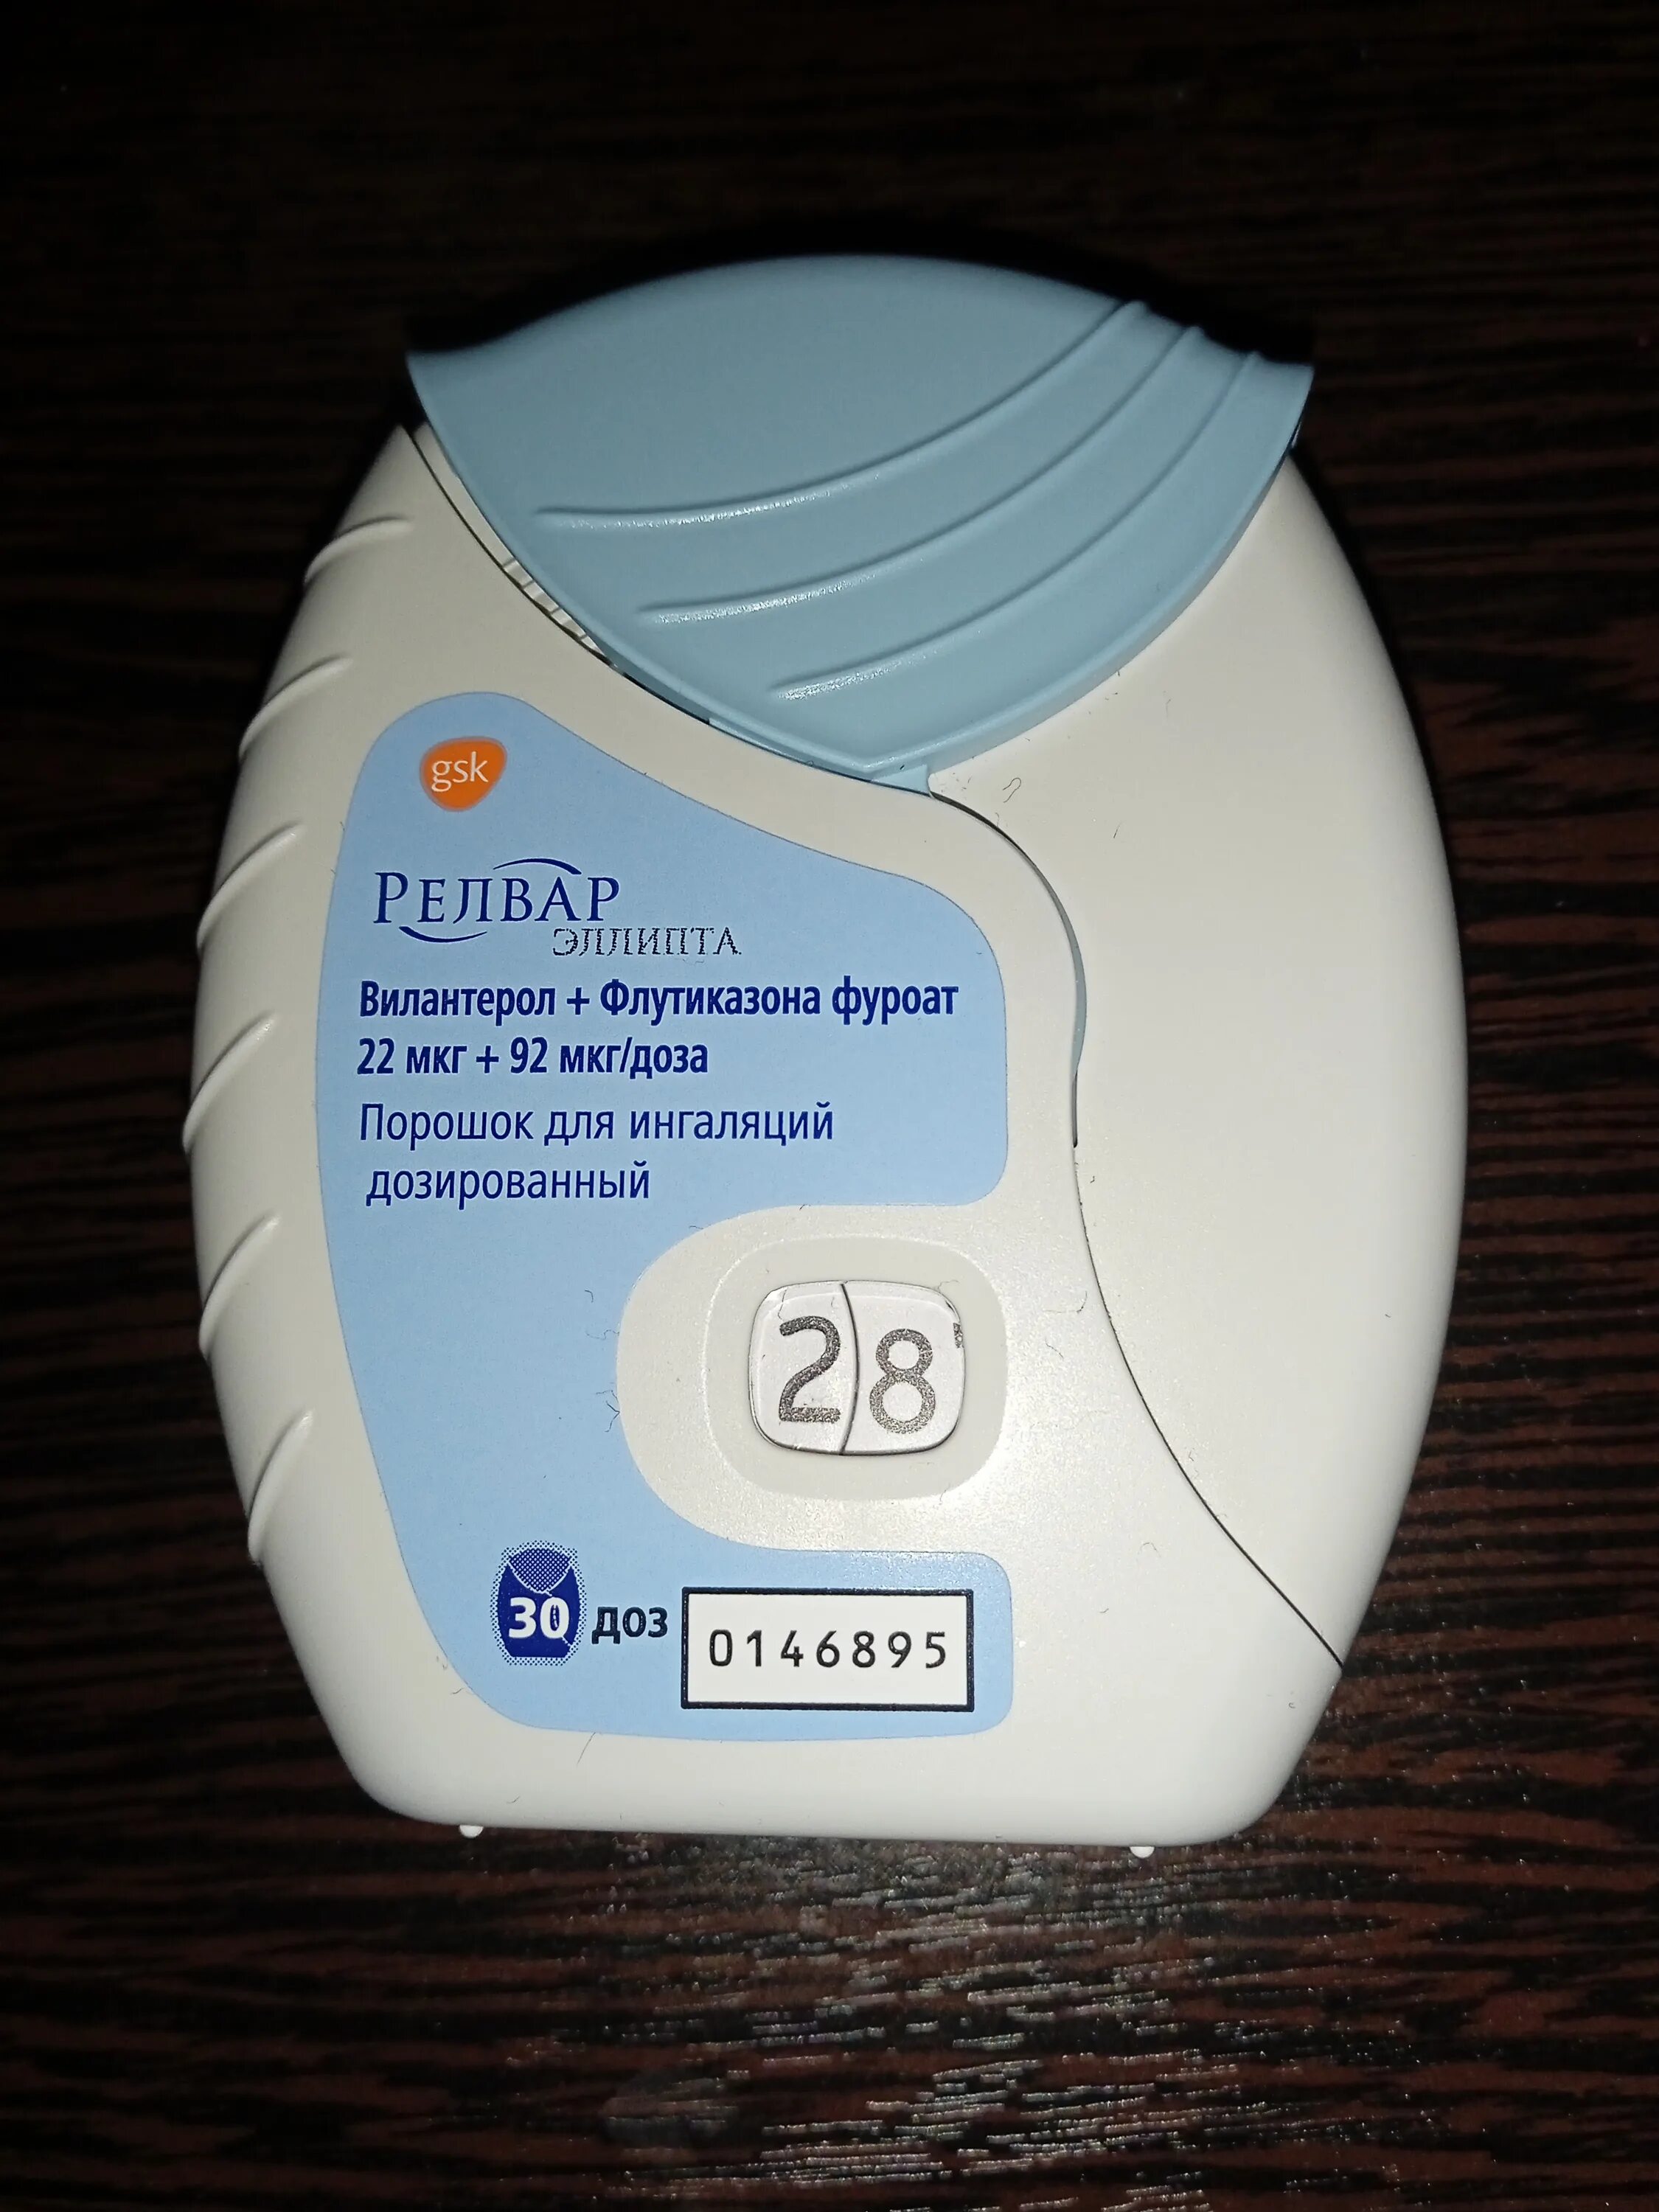 gsk
РЕЛВАР
ЭЛЛИПТА
Вилантерол + Флутиказона фуроат
22 мкг + 92 мкг/доза
Порошок для ингаляций
дозированный
28
30 доз 0146895